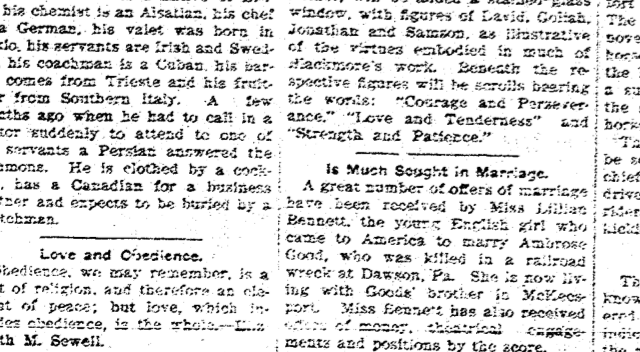 his chemist is an Alsatian, his chef
a German, his valet was born in
his servants are Irish and Swed-
his coachman is a Cuban, his bar-
comes from Trieste and his fruit-
from Southern Italy. A few
ago when he had to call in a
suddenly to attend to one of
servants a Persian answered the
He is clothed by a cock-
has a Canadian for a business
and expects to be buried by a
Love and Obedience.
Obedience, we may remember, is a
of religion, and therefore an ele-
of peace; but love, which in-
obedience, is the whole.
M. Sewell.
window, with figures of David, Goliah,
Jonathan and Samson, as illustrative
of the virtues embodied in much of
Blackmore's work. Beneath the re-
spective figures will be scrolls bearing
the words: "Courage and Persever-
ance," "Love and Tenderness" and
"Strength and Patience."
Is Much Sought in Marriage.
A great number of offers of marriage
have been received by Miss Lillian
Bennett, the young English girl who
came to America to marry Ambrose
Good, who was killed in a railroad
wreck at Dawson, Pa. She is now liv-
ing with Goods' brother in McKees-
port. Miss Bennett has also received
offers of money, theatrical engage-
ments and positions by the score.
The
the
a
the
The